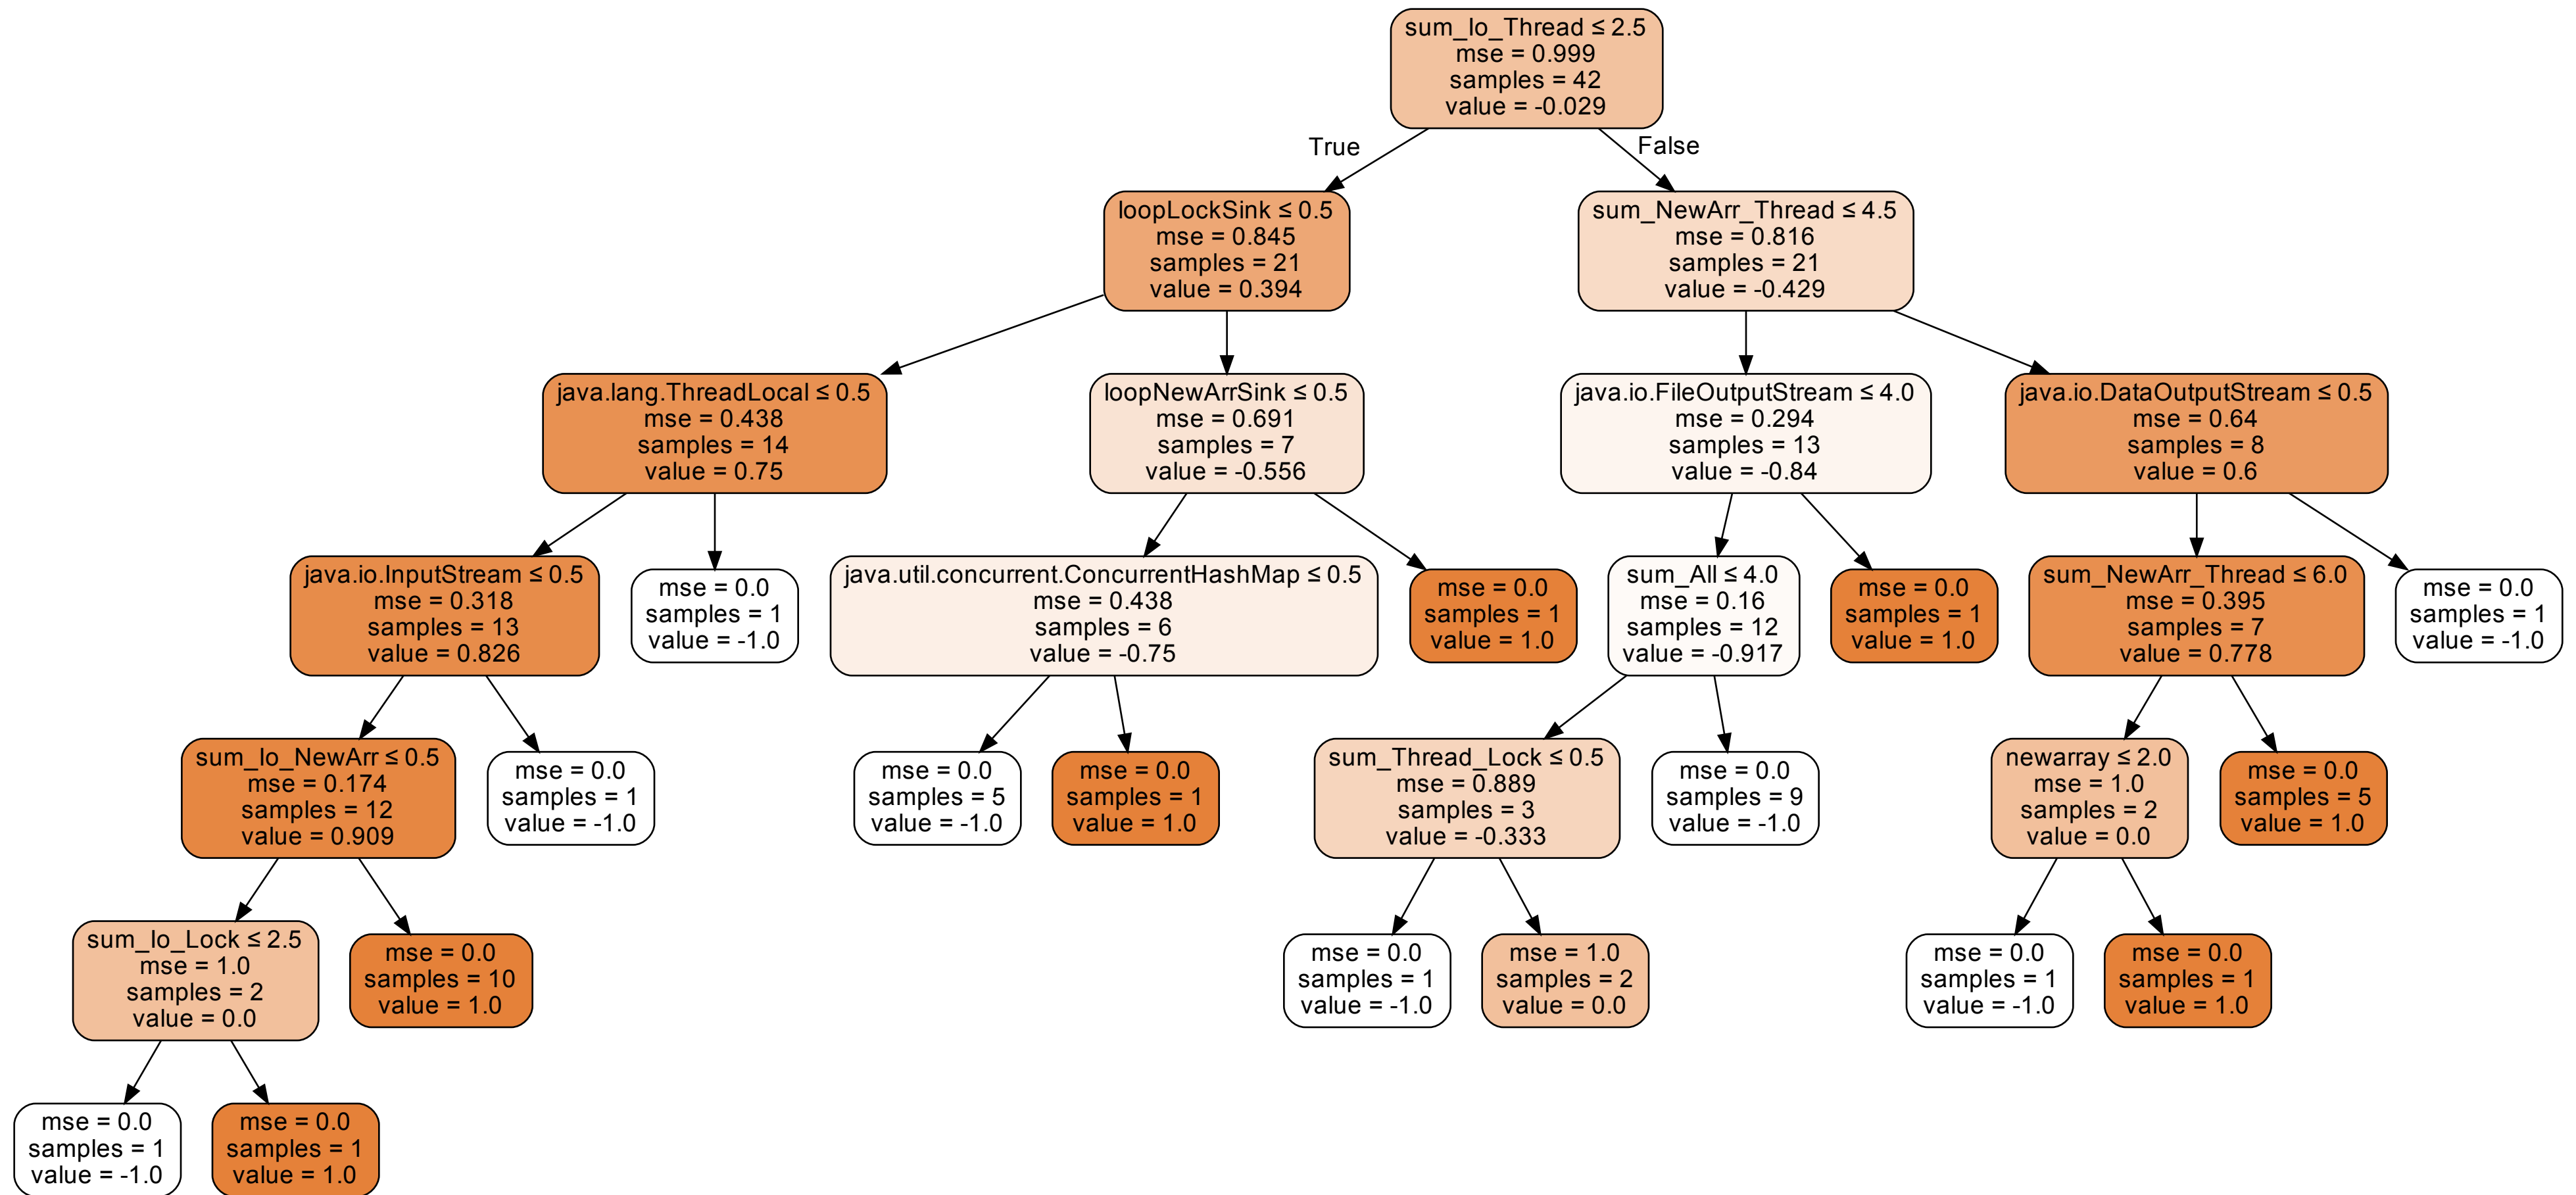 sum_Io_Thread ≤ 2.5
mse = 0.999
samples = 42
value = -0.029
True
False
loopLockSink ≤ 0.5
mse = 0.845
samples = 21
value = 0.394
sum_NewArr_Thread ≤ 4.5
mse = 0.816
samples = 21
value = -0.429
java.lang.ThreadLocal ≤ 0.5
mse = 0.438
samples = 14
value = 0.75
loopNewArrSink ≤ 0.5
mse = 0.691
samples = 7
value = -0.556
java.io.FileOutputStream ≤ 4.0
mse = 0.294
samples = 13
value = -0.84
java.io.DataOutputStream ≤ 0.5
mse = 0.64
samples = 8
value = 0.6
java.io.InputStream ≤ 0.5
mse = 0.318
samples = 13
value = 0.826
mse = 0.0
samples = 1
value = -1.0
java.util.concurrent.ConcurrentHashMap ≤ 0.5
mse = 0.438
samples = 6
value = -0.75
mse = 0.0
samples = 1
value = 1.0
sum_All ≤ 4.0
mse = 0.16
samples = 12
value = -0.917
mse = 0.0
samples = 1
value = 1.0
sum_NewArr_Thread ≤ 6.0
mse = 0.395
samples = 7
value = 0.778
mse = 0.0
samples = 1
value = -1.0
sum_Io_NewArr ≤ 0.5
mse = 0.174
samples = 12
value = 0.909
mse = 0.0
samples = 1
value = -1.0
mse = 0.0
samples = 5
value = -1.0
mse = 0.0
samples = 1
value = 1.0
sum_Thread_Lock ≤ 0.5
mse = 0.889
samples = 3
value = -0.333
mse = 0.0
samples = 9
value = -1.0
newarray ≤ 2.0
mse = 1.0
samples = 2
value = 0.0
mse = 0.0
samples = 5
value = 1.0
sum_Io_Lock ≤ 2.5
mse = 1.0
samples = 2
value = 0.0
mse = 0.0
samples = 10
value = 1.0
mse = 0.0
samples = 1
value = -1.0
mse = 1.0
samples = 2
value = 0.0
mse = 0.0
samples = 1
value = -1.0
mse = 0.0
samples = 1
value = 1.0
mse = 0.0
samples = 1
value = -1.0
mse = 0.0
samples = 1
value = 1.0